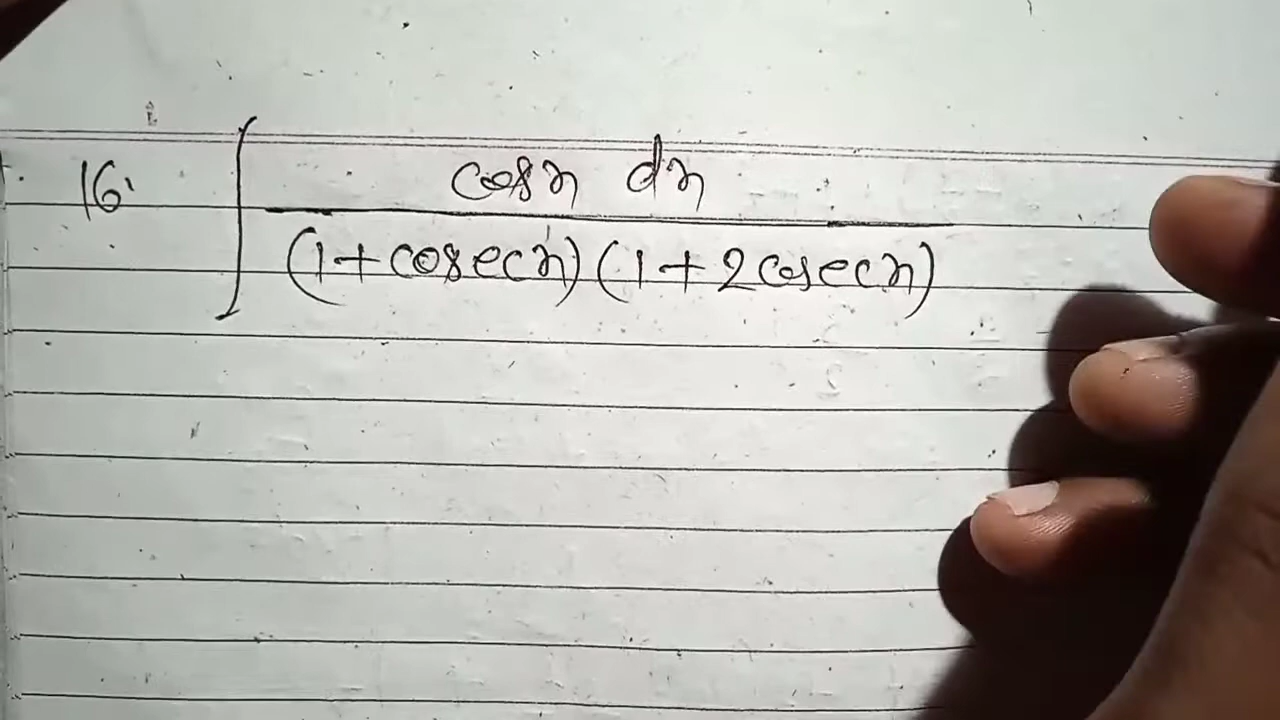 16. ∫ cosx dx / (1+cosecx)(1+2cosecx)